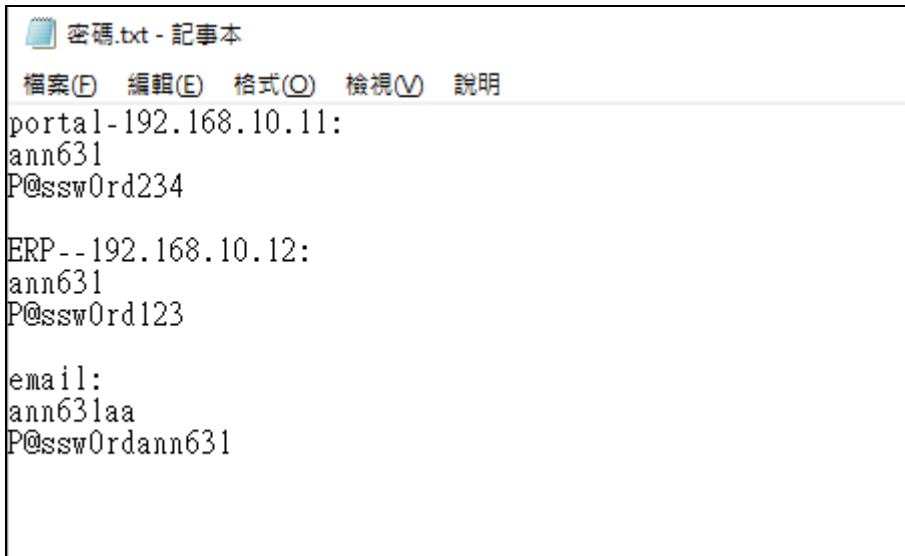 密碼.txt - 記事本
檔案(F) 編輯(E) 格式(O) 檢視(V) 說明
portal-192.168.10.11:
ann631
P@ssw0rd234
ERP--192.168.10.12:
ann631
P@ssw0rd123
email:
ann631aa
P@ssw0rdann631